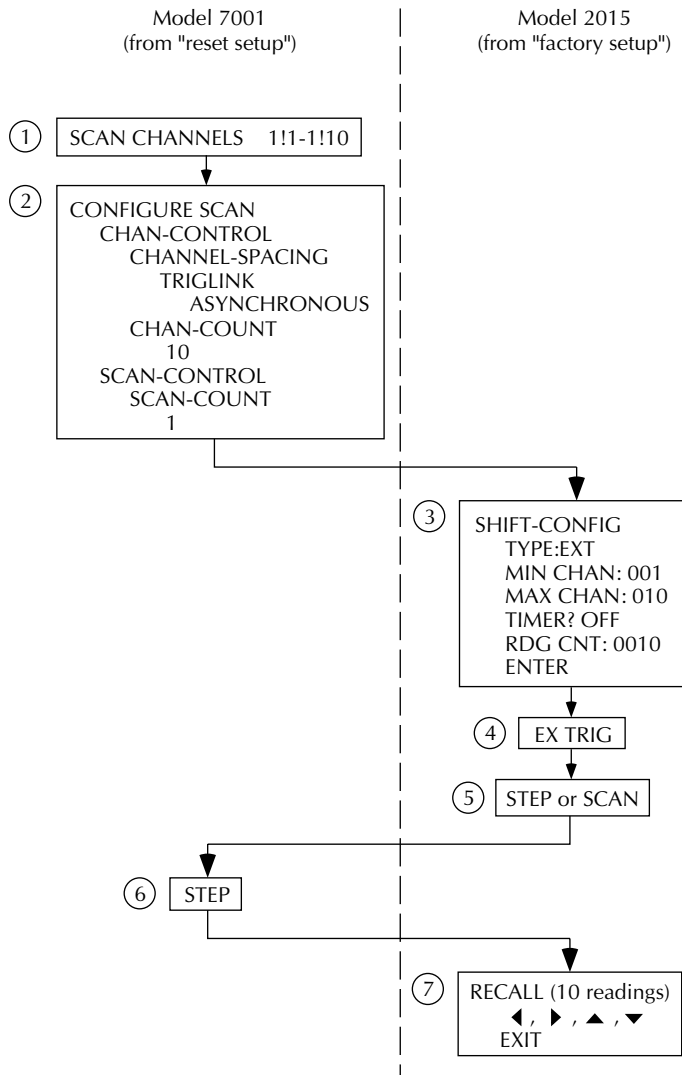 Model 7001
(from "reset setup")
Model 2015
(from "factory setup")
1 SCAN CHANNELS 1!1-1!10
2 CONFIGURE SCAN
CHAN-CONTROL
CHANNEL-SPACING
TRIGLINK
ASYNCHRONOUS
CHAN-COUNT
10
SCAN-CONTROL
SCAN-COUNT
1
3 SHIFT-CONFIG
TYPE:EXT
MIN CHAN: 001
MAX CHAN: 010
TIMER? OFF
RDG CNT: 0010
ENTER
4 EX TRIG
5 STEP or SCAN
6 STEP
7 RECALL (10 readings)
◀ , ▶ , ▲ , ▼
EXIT